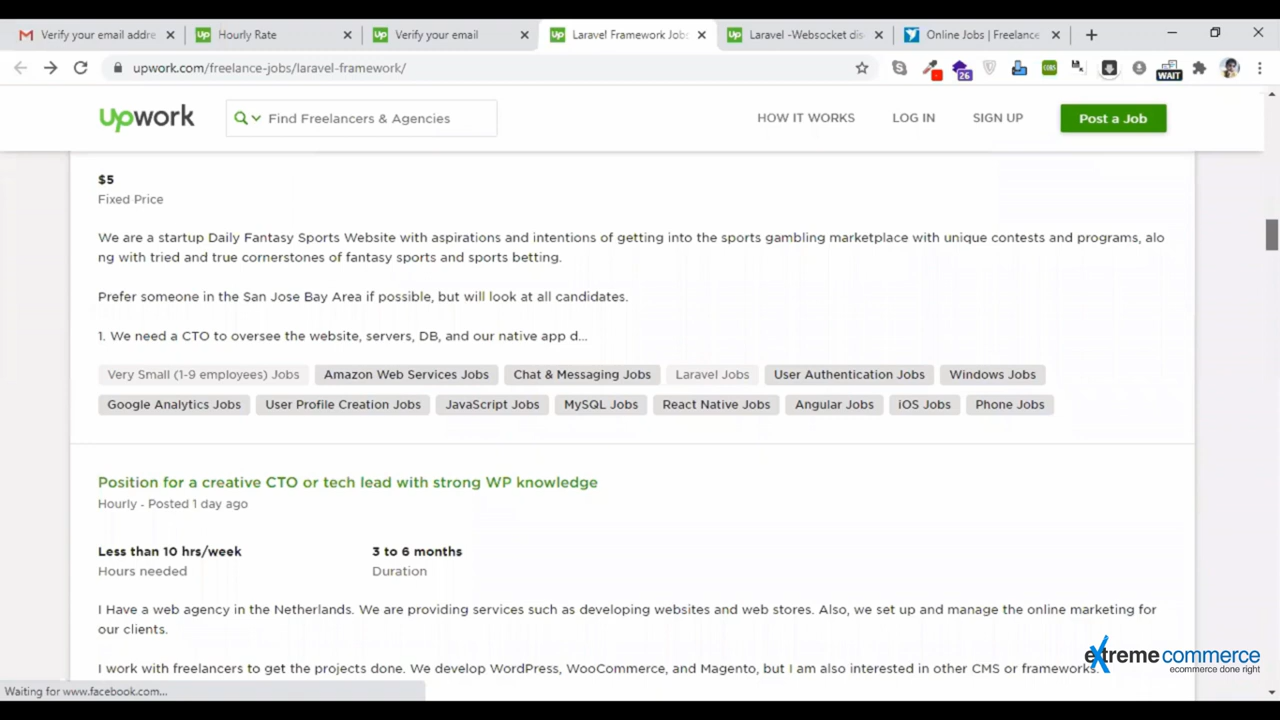 Verify your email addre
Hourly Rate
Verify your email
Laravel Framework Jobs
Laravel -Websocket dis
Online Jobs | Freelance
upwork.com/freelance-jobs/laravel-framework/
26
CORS
WAIT
upwork
Find Freelancers & Agencies
HOW IT WORKS
LOG IN
SIGN UP
Post a Job
$5
Fixed Price
We are a startup Daily Fantasy Sports Website with aspirations and intentions of getting into the sports gambling marketplace with unique contests and programs, alo
ng with tried and true cornerstones of fantasy sports and sports betting.
Prefer someone in the San Jose Bay Area if possible, but will look at all candidates.
1. We need a CTO to oversee the website, servers, DB, and our native app d...
Very Small (1-9 employees) Jobs Amazon Web Services Jobs Chat & Messaging Jobs Laravel Jobs User Authentication Jobs Windows Jobs
Google Analytics Jobs User Profile Creation Jobs JavaScript Jobs MySQL Jobs React Native Jobs Angular Jobs iOS Jobs Phone Jobs
Position for a creative CTO or tech lead with strong WP knowledge
Hourly - Posted 1 day ago
Less than 10 hrs/week
Hours needed
3 to 6 months
Duration
I Have a web agency in the Netherlands. We are providing services such as developing websites and web stores. Also, we set up and manage the online marketing for
our clients.
I work with freelancers to get the projects done. We develop WordPress, WooCommerce, and Magento, but I am also interested in other CMS or frameworks.
extremecommerce
ecommerce done right
Waiting for www.facebook.com...